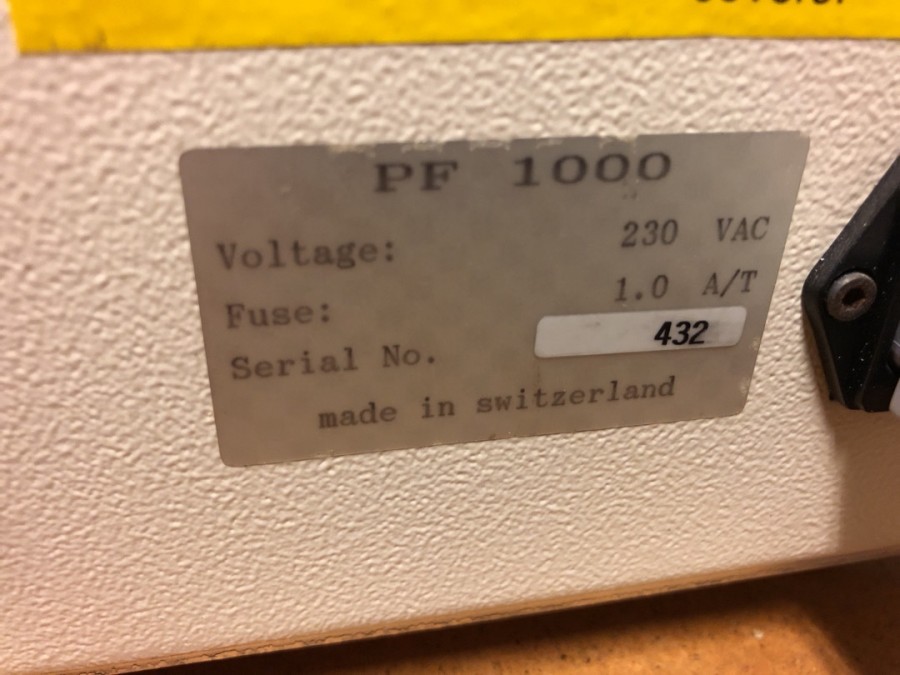 PF 1000
Voltage: 230 VAC
Fuse: 1.0 A/T
Serial No. 432
made in switzerland